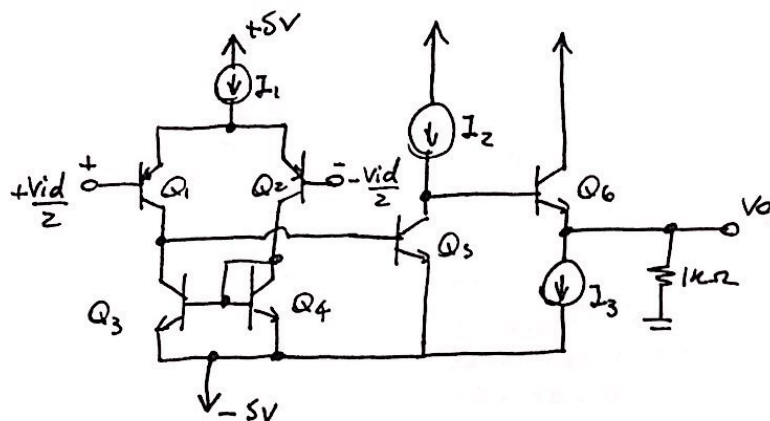 +5V
I1
I2
+Vid/2
Q1
Q2
-Vid/2
Q6
Vo
Q5
1kΩ
I3
Q3
Q4
-5V